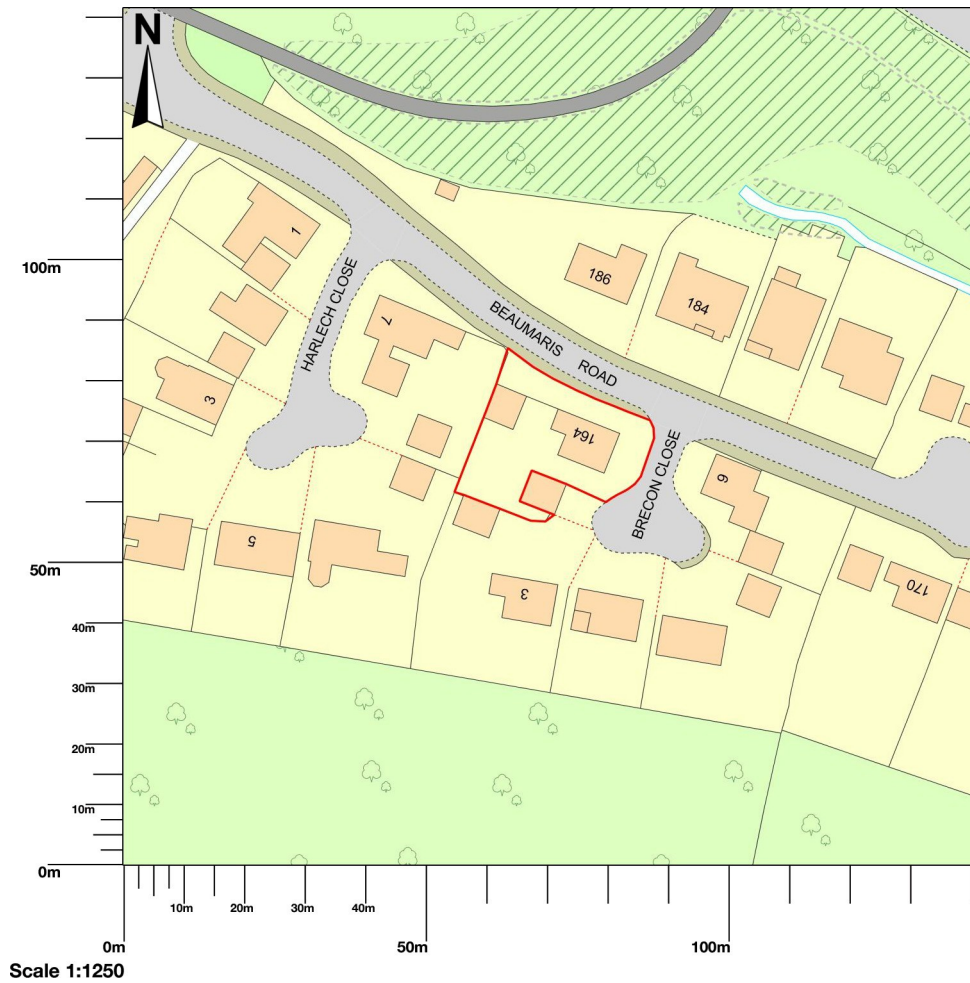 N
1
186
100m
184
HARLECH CLOSE
7
BEAUMARIS ROAD
3
164
BRECON CLOSE
9
5
50m
3
170
40m
30m
20m
10m
0m
10m
20m
30m
40m
0m
50m
100m
Scale 1:1250